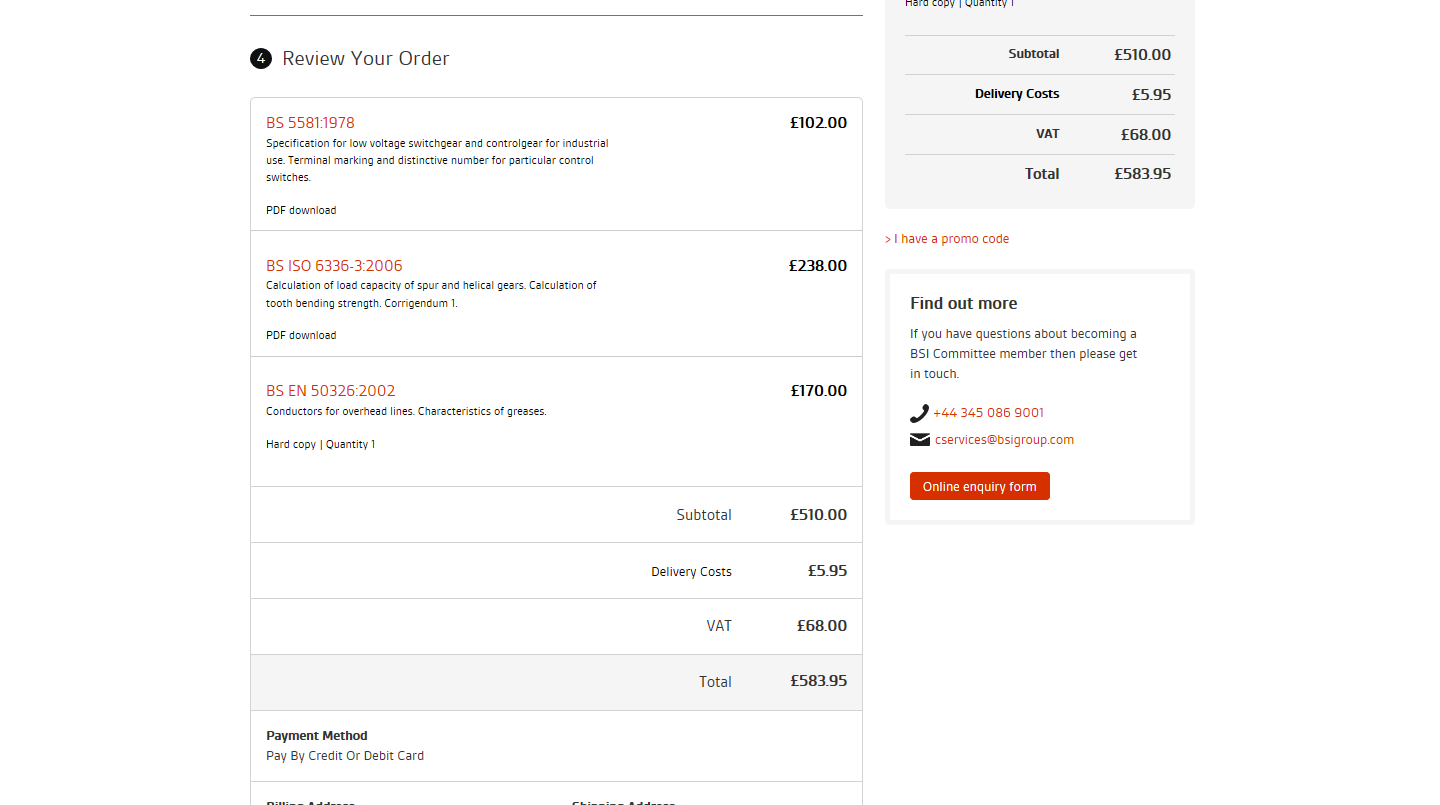 4 Review Your Order
BS 5581:1978 £102.00
Specification for low voltage switchgear and controlgear for industrial
use. Terminal marking and distinctive number for particular control
switches.
PDF download
BS ISO 6336-3:2006 £238.00
Calculation of load capacity of spur and helical gears. Calculation of
tooth bending strength. Corrigendum 1.
PDF download
BS EN 50326:2002 £170.00
Conductors for overhead lines. Characteristics of greases.
Hard copy | Quantity 1
Subtotal £510.00
Delivery Costs £5.95
VAT £68.00
Total £583.95
Payment Method
Pay By Credit Or Debit Card
Billing Address Shipping Address
Hard copy | Quantity 1
Subtotal £510.00
Delivery Costs £5.95
VAT £68.00
Total £583.95
> I have a promo code
Find out more
If you have questions about becoming a
BSI Committee member then please get
in touch.
+44 345 086 9001
cservices@bsigroup.com
Online enquiry form